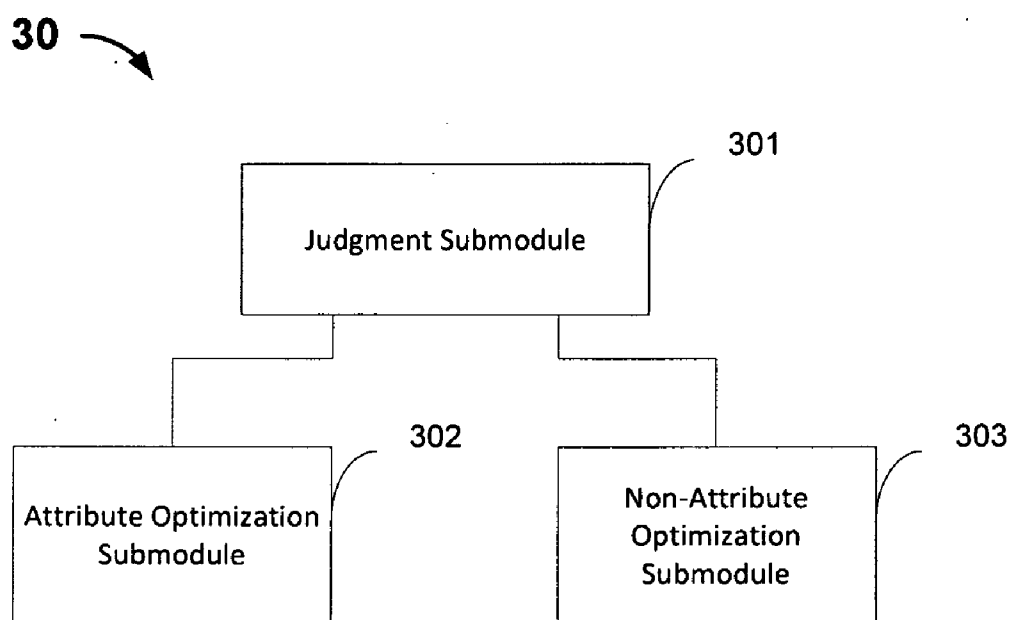 30
301
Judgment Submodule
302
303
Attribute Optimization
Submodule
Non-Attribute
Optimization
Submodule